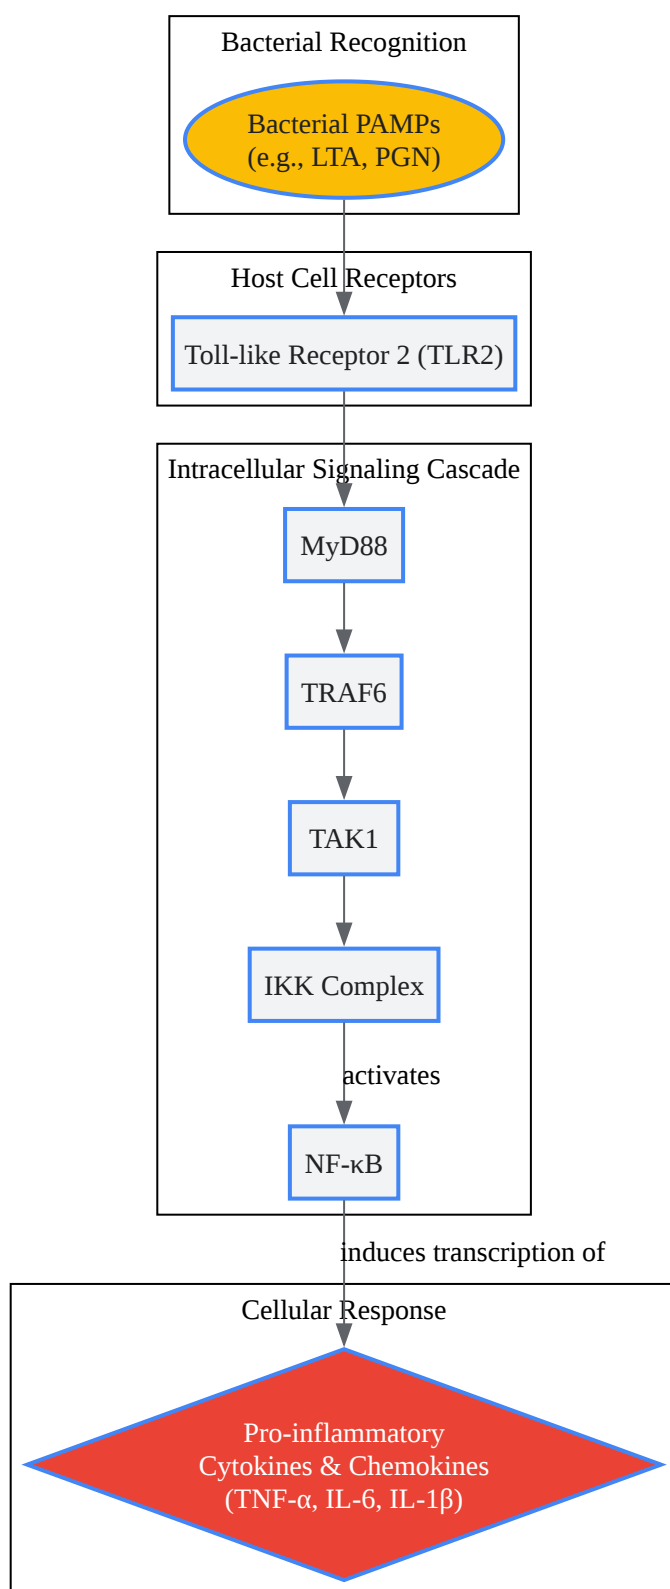 Bacterial Recognition
Bacterial PAMPs
(e.g., LTA, PGN)
Host Cell Receptors
Toll-like Receptor 2 (TLR2)
Intracellular Signaling Cascade
MyD88
TRAF6
TAK1
IKK Complex
activates
NF-κB
induces transcription of
Cellular Response
Pro-inflammatory
Cytokines & Chemokines
(TNF-α, IL-6, IL-1β)